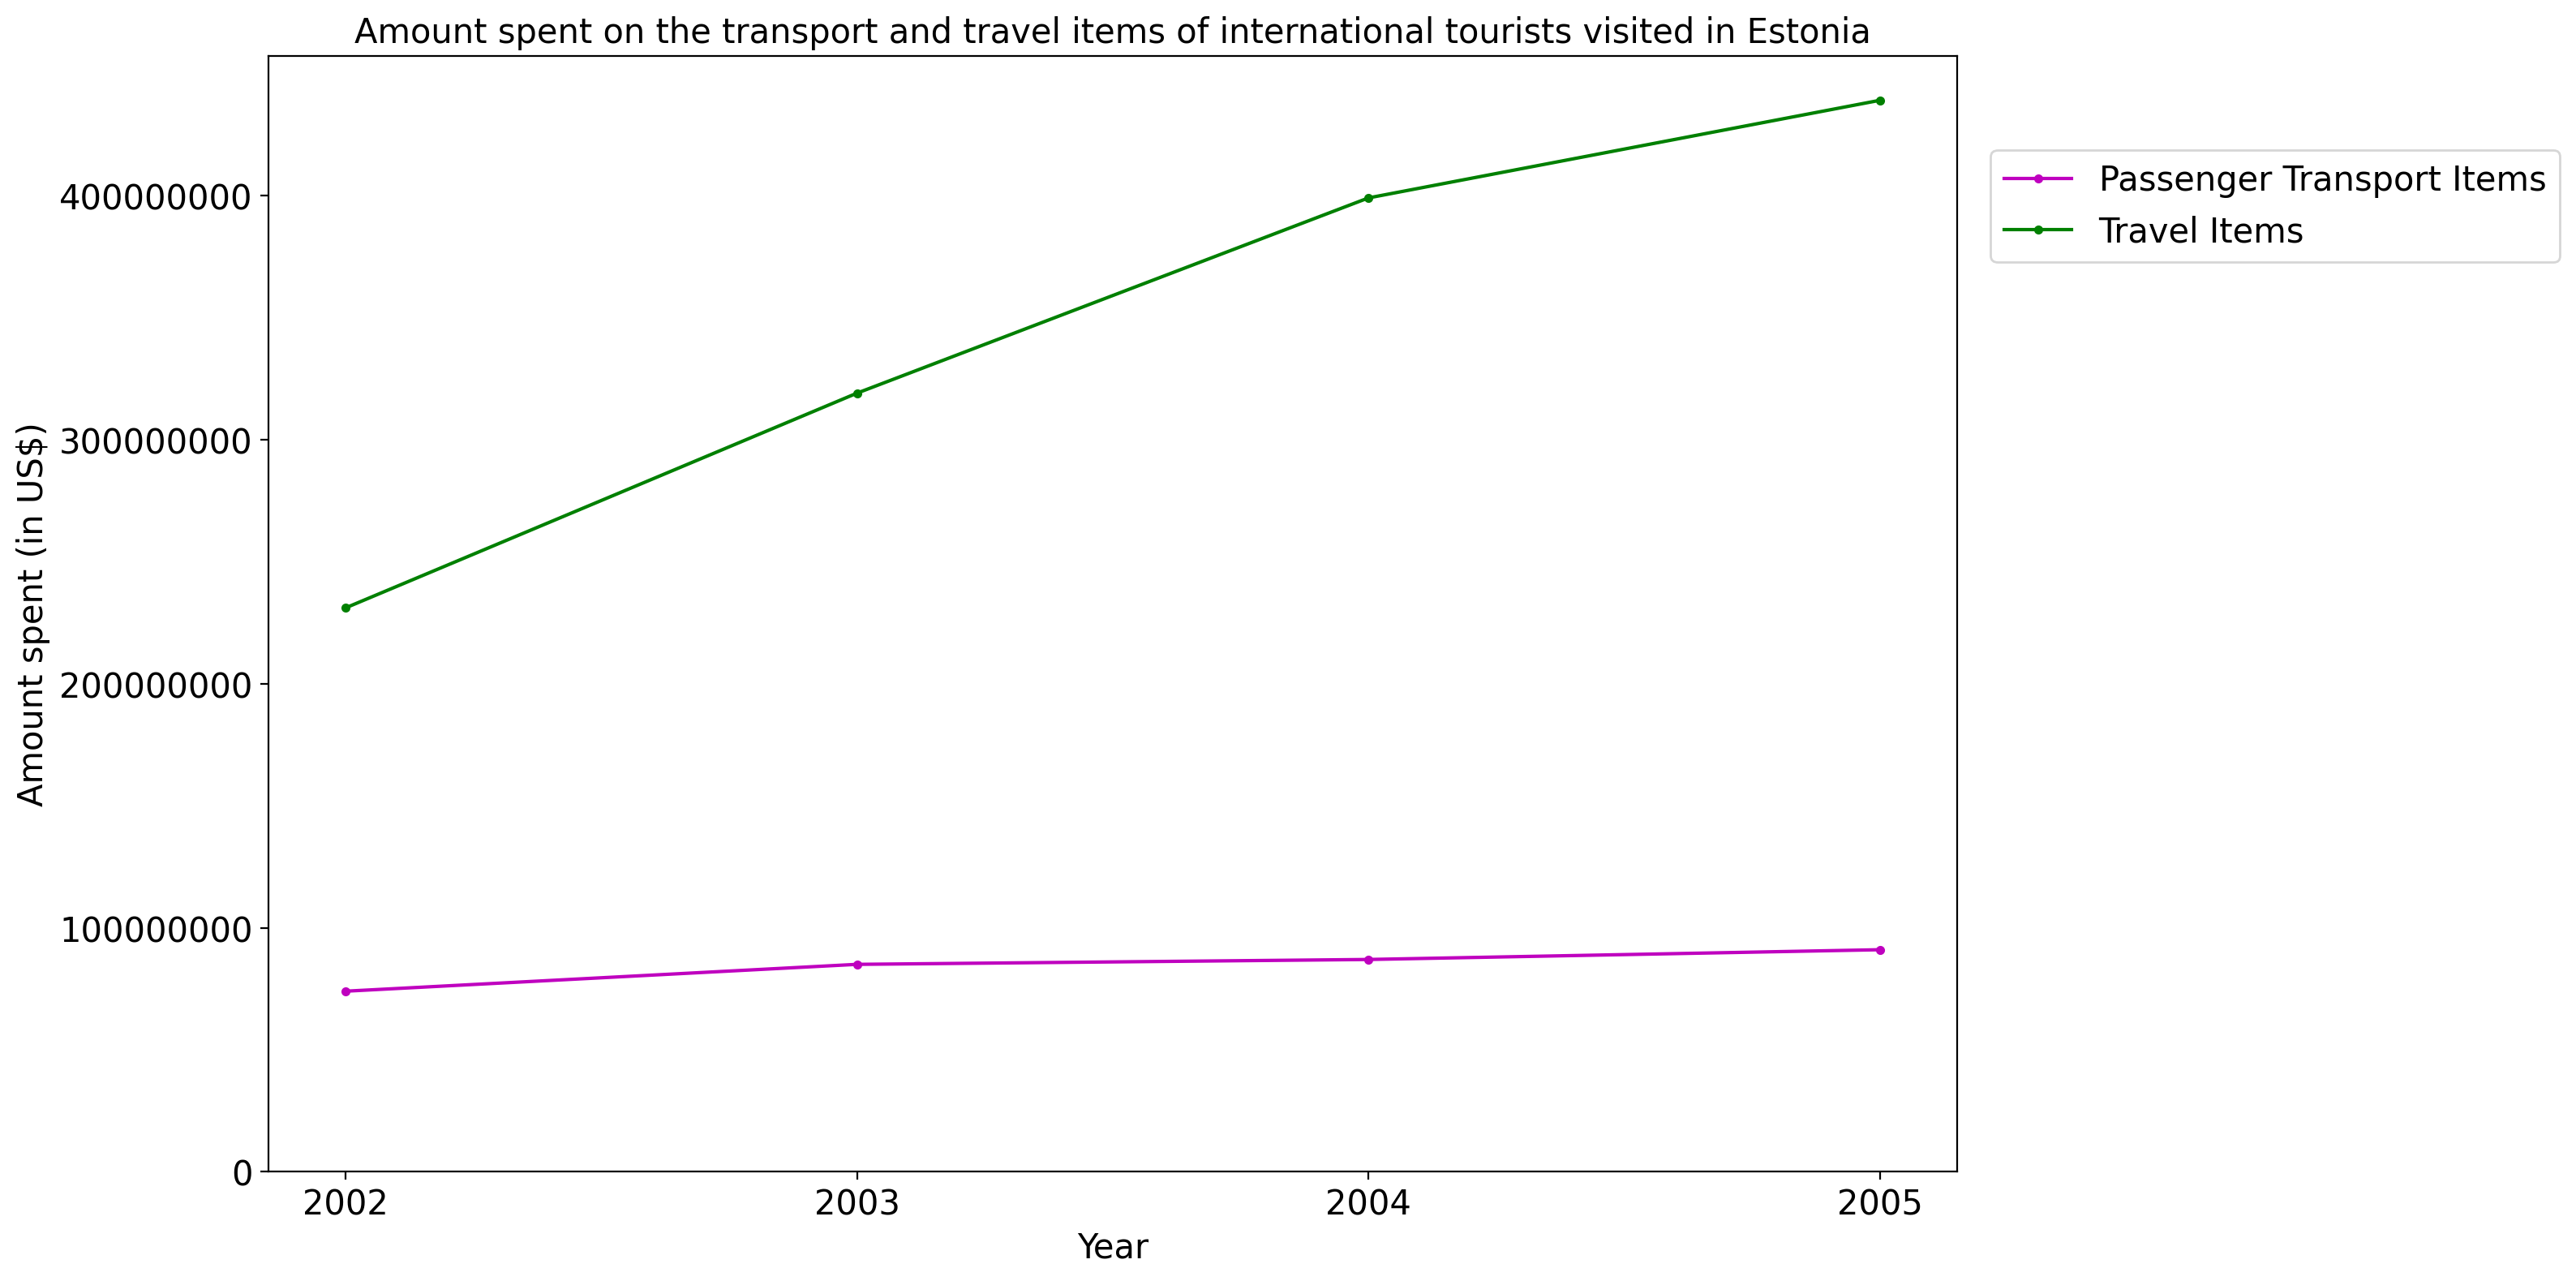 Amount spent on the transport and travel items of international tourists visited in Estonia
Amount spent (in US$)
400000000
300000000
200000000
100000000
0
2002
2003
2004
2005
Year
Passenger Transport Items
Travel Items